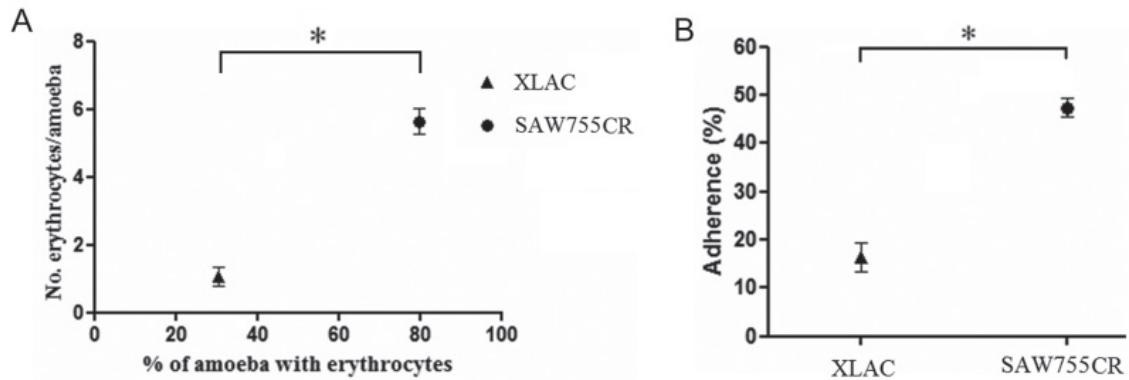 A
*
8
6
4
2
0
No. erythrocytes/amoeba
0 20 40 60 80 100
% of amoeba with erythrocytes
XLAC
SAW755CR
B
*
60
50
40
30
20
10
0
Adherence (%)
XLAC SAW755CR